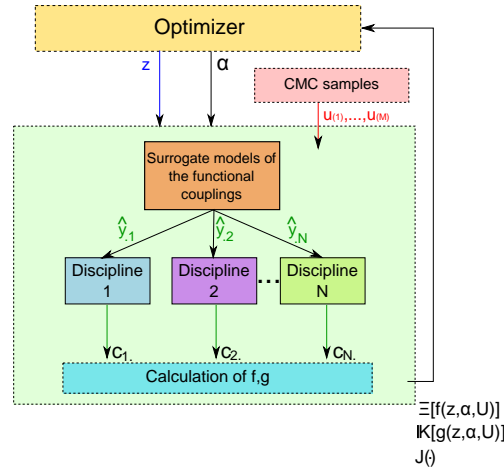 Optimizer
z
α
CMC samples
u(1),...,u(M)
Surrogate models of
the functional
couplings
ŷ.1
ŷ.2
ŷ.N
Discipline
1
Discipline
2
...
Discipline
N
c1.
c2.
cN.
Calculation of f,g
Ξ[f(z,α,U)]
𝕂[g(z,α,U)]
J(·)